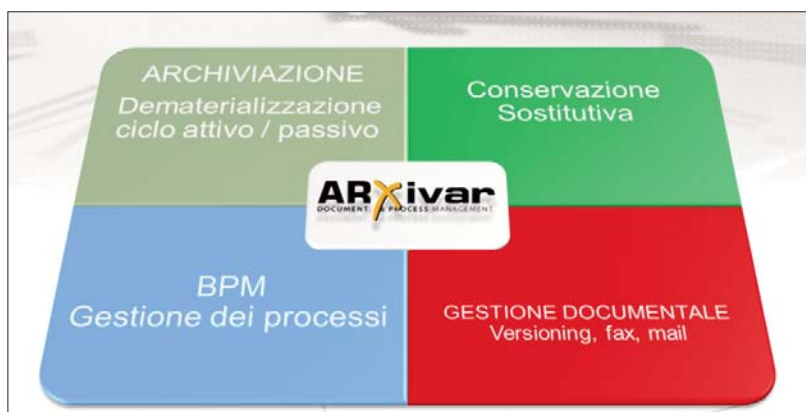 ARCHIVIAZIONE
Dematerializzazione
ciclo attivo / passivo
Conservazione
Sostitutiva
ARXivar
DOCUMENT & PROCESS MANAGEMENT
BPM
Gestione dei processi
GESTIONE DOCUMENTALE
Versioning, fax, mail